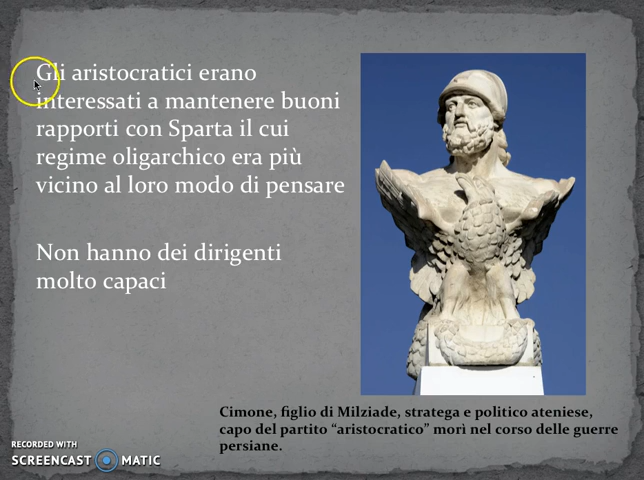 Gli aristocratici erano
interessati a mantenere buoni
rapporti con Sparta il cui
regime oligarchico era più
vicino al loro modo di pensare
Non hanno dei dirigenti
molto capaci
Cimone, figlio di Milziade, stratega e politico ateniese,
capo del partito “aristocratico” morì nel corso delle guerre
persiane.
RECORDED WITH
SCREENCAST MATIC